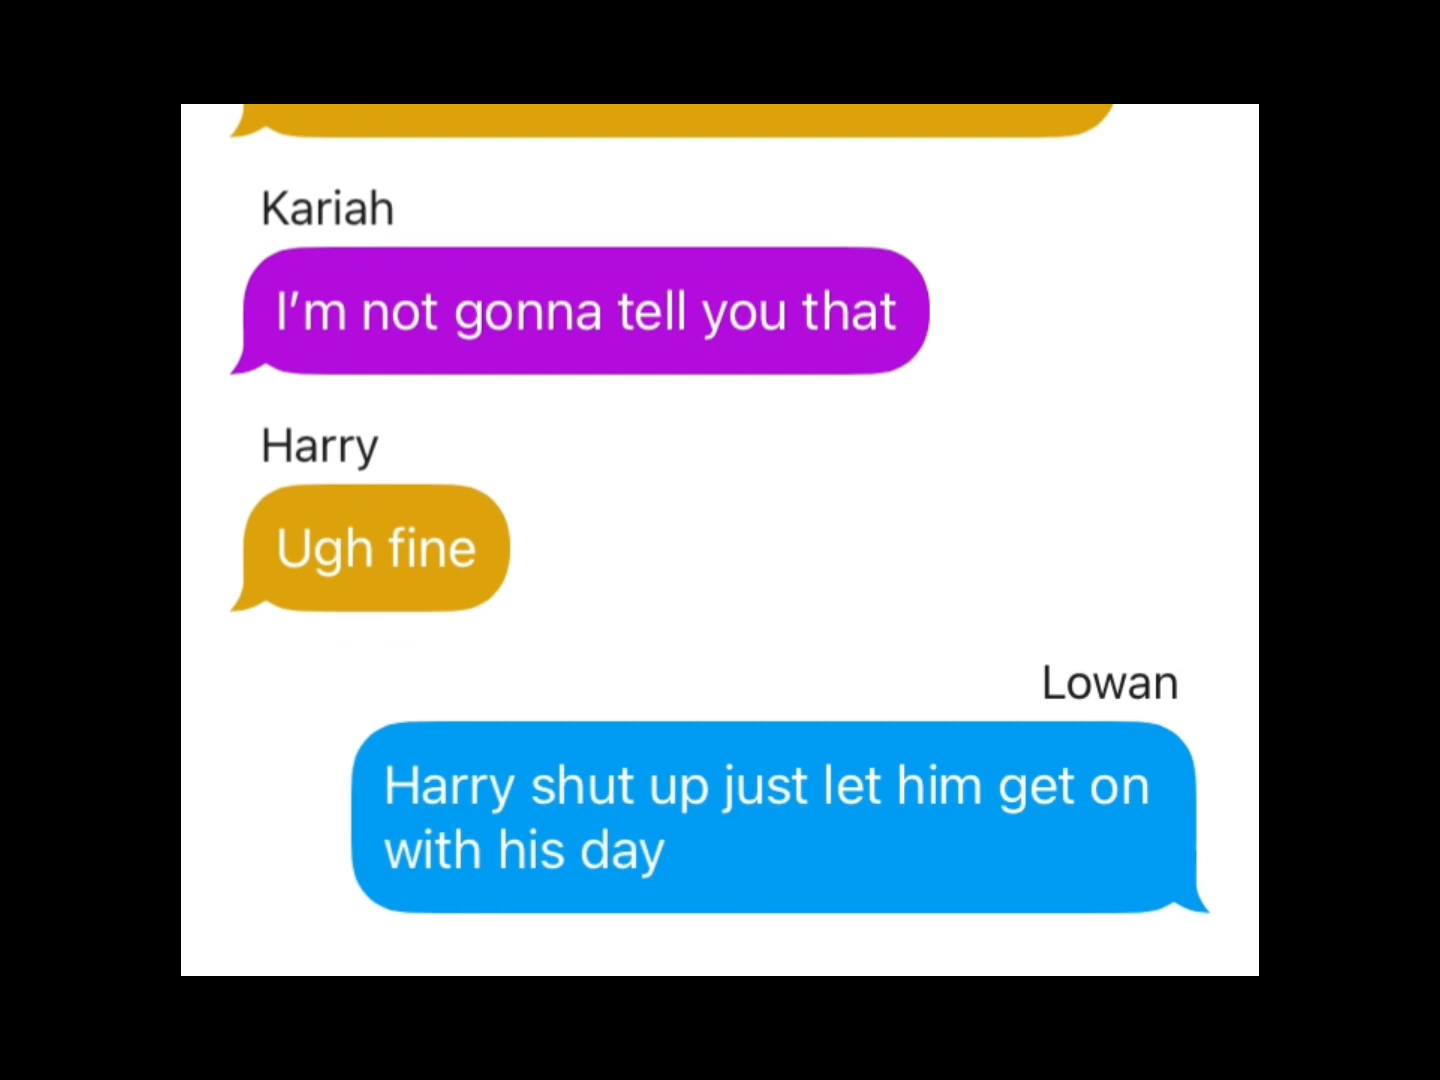 Kariah
I’m not gonna tell you that
Harry
Ugh fine
Lowan
Harry shut up just let him get on
with his day